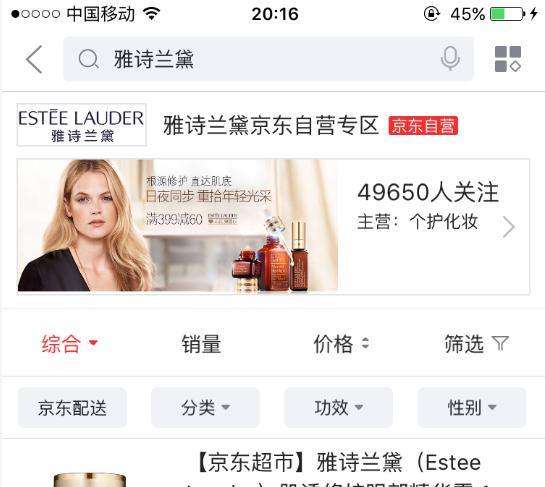 中国移动 20:16 45%
雅诗兰黛
ESTĒE LAUDER
雅诗兰黛
雅诗兰黛京东自营专区 京东自营
根源修护 直达肌底
日夜同步 重拾年轻光采
满399减60
49650人关注
主营：个护化妆
综合 销量 价格 筛选
京东配送 分类 功效 性别
【京东超市】雅诗兰黛（Estee